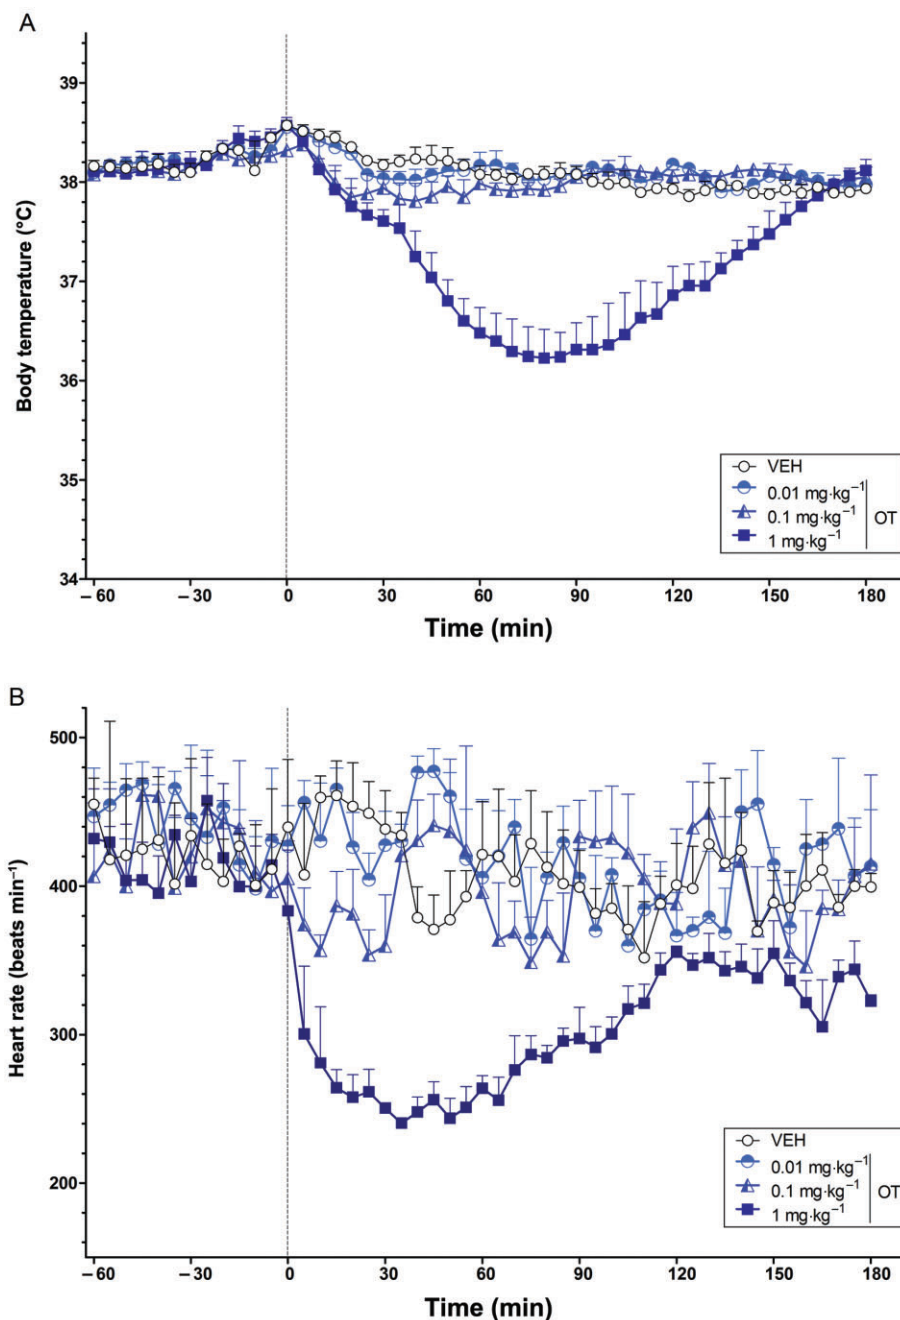 A
Body temperature (°C)
39
38
37
36
35
34
−60
−30
0
30
60
90
120
150
180
Time (min)
VEH
0.01 mg·kg⁻¹
0.1 mg·kg⁻¹
1 mg·kg⁻¹
OT
B
Heart rate (beats min⁻¹)
500
400
300
200
−60
−30
0
30
60
90
120
150
180
Time (min)
VEH
0.01 mg·kg⁻¹
0.1 mg·kg⁻¹
1 mg·kg⁻¹
OT